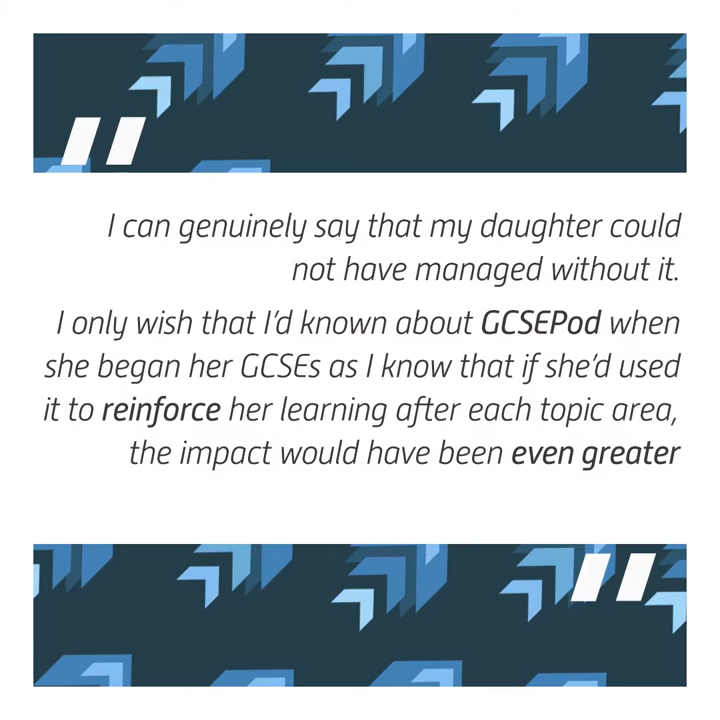 I can genuinely say that my daughter could
not have managed without it.
I only wish that I'd known about GCSEPod when
she began her GCSEs as I know that if she'd used
it to reinforce her learning after each topic area,
the impact would have been even greater